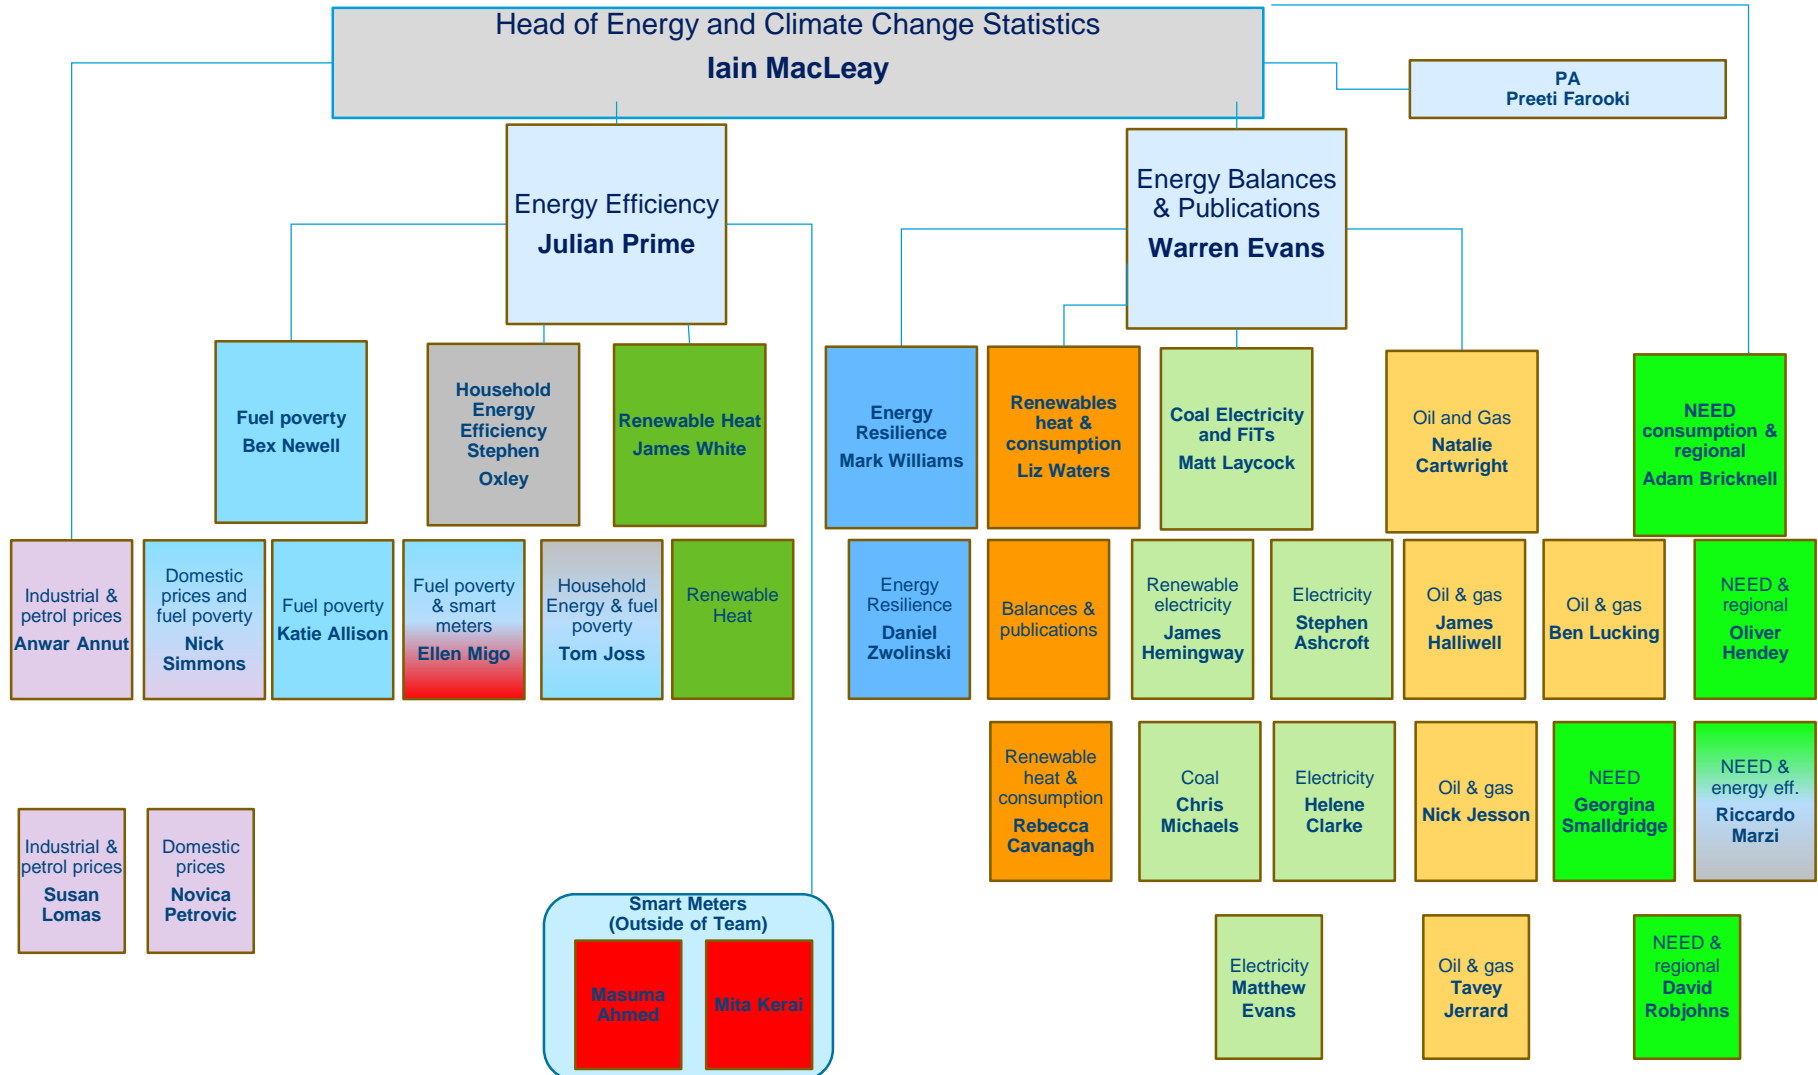 Head of Energy and Climate Change Statistics
Iain MacLeay
PA
Preeti Farooki
Energy Efficiency
Julian Prime
Energy Balances
& Publications
Warren Evans
Fuel poverty
Bex Newell
Household
Energy
Efficiency
Stephen
Oxley
Renewable Heat
James White
Energy
Resilience
Mark Williams
Renewables
heat &
consumption
Liz Waters
Coal Electricity
and FiTs
Matt Laycock
Oil and Gas
Natalie
Cartwright
NEED
consumption &
regional
Adam Bricknell
Industrial &
petrol prices
Anwar Annut
Domestic
prices and
fuel poverty
Nick
Simmons
Fuel poverty
Katie Allison
Fuel poverty
& smart
meters
Ellen Migo
Household
Energy & fuel
poverty
Tom Joss
Renewable
Heat
Energy
Resilience
Daniel
Zwolinski
Balances &
publications
Renewable
electricity
James
Hemingway
Electricity
Stephen
Ashcroft
Oil & gas
James
Halliwell
Oil & gas
Ben Lucking
NEED &
regional
Oliver
Hendey
Renewable
heat &
consumption
Rebecca
Cavanagh
Coal
Chris
Michaels
Electricity
Helene
Clarke
Oil & gas
Nick Jesson
NEED
Georgina
Smalldridge
NEED &
energy eff.
Riccardo
Marzi
Industrial &
petrol prices
Susan
Lomas
Domestic
prices
Novica
Petrovic
Smart Meters
(Outside of Team)
Masuma
Ahmed
Mita Kerai
Electricity
Matthew
Evans
Oil & gas
Tavey
Jerrard
NEED &
regional
David
Robjohns